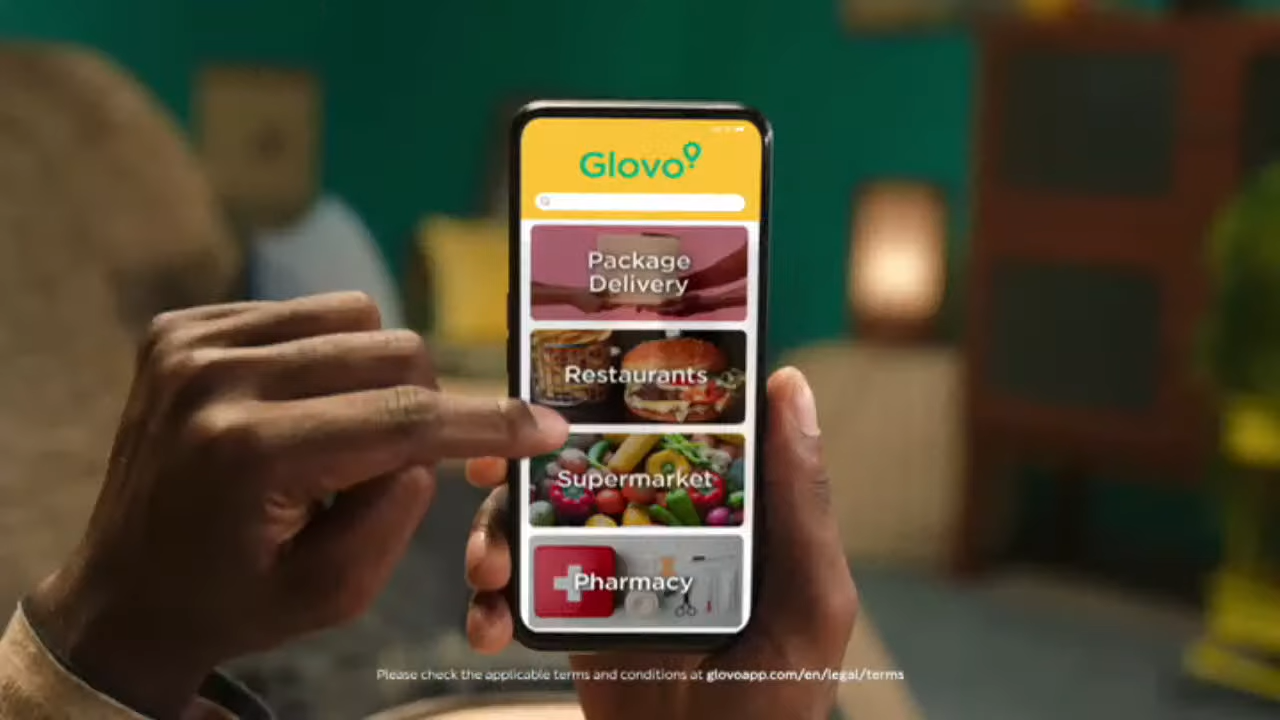 Glovo
Package
Delivery
Restaurants
Supermarket
Pharmacy
Please check the applicable terms and conditions at glovoapp.com/en/legal/terms